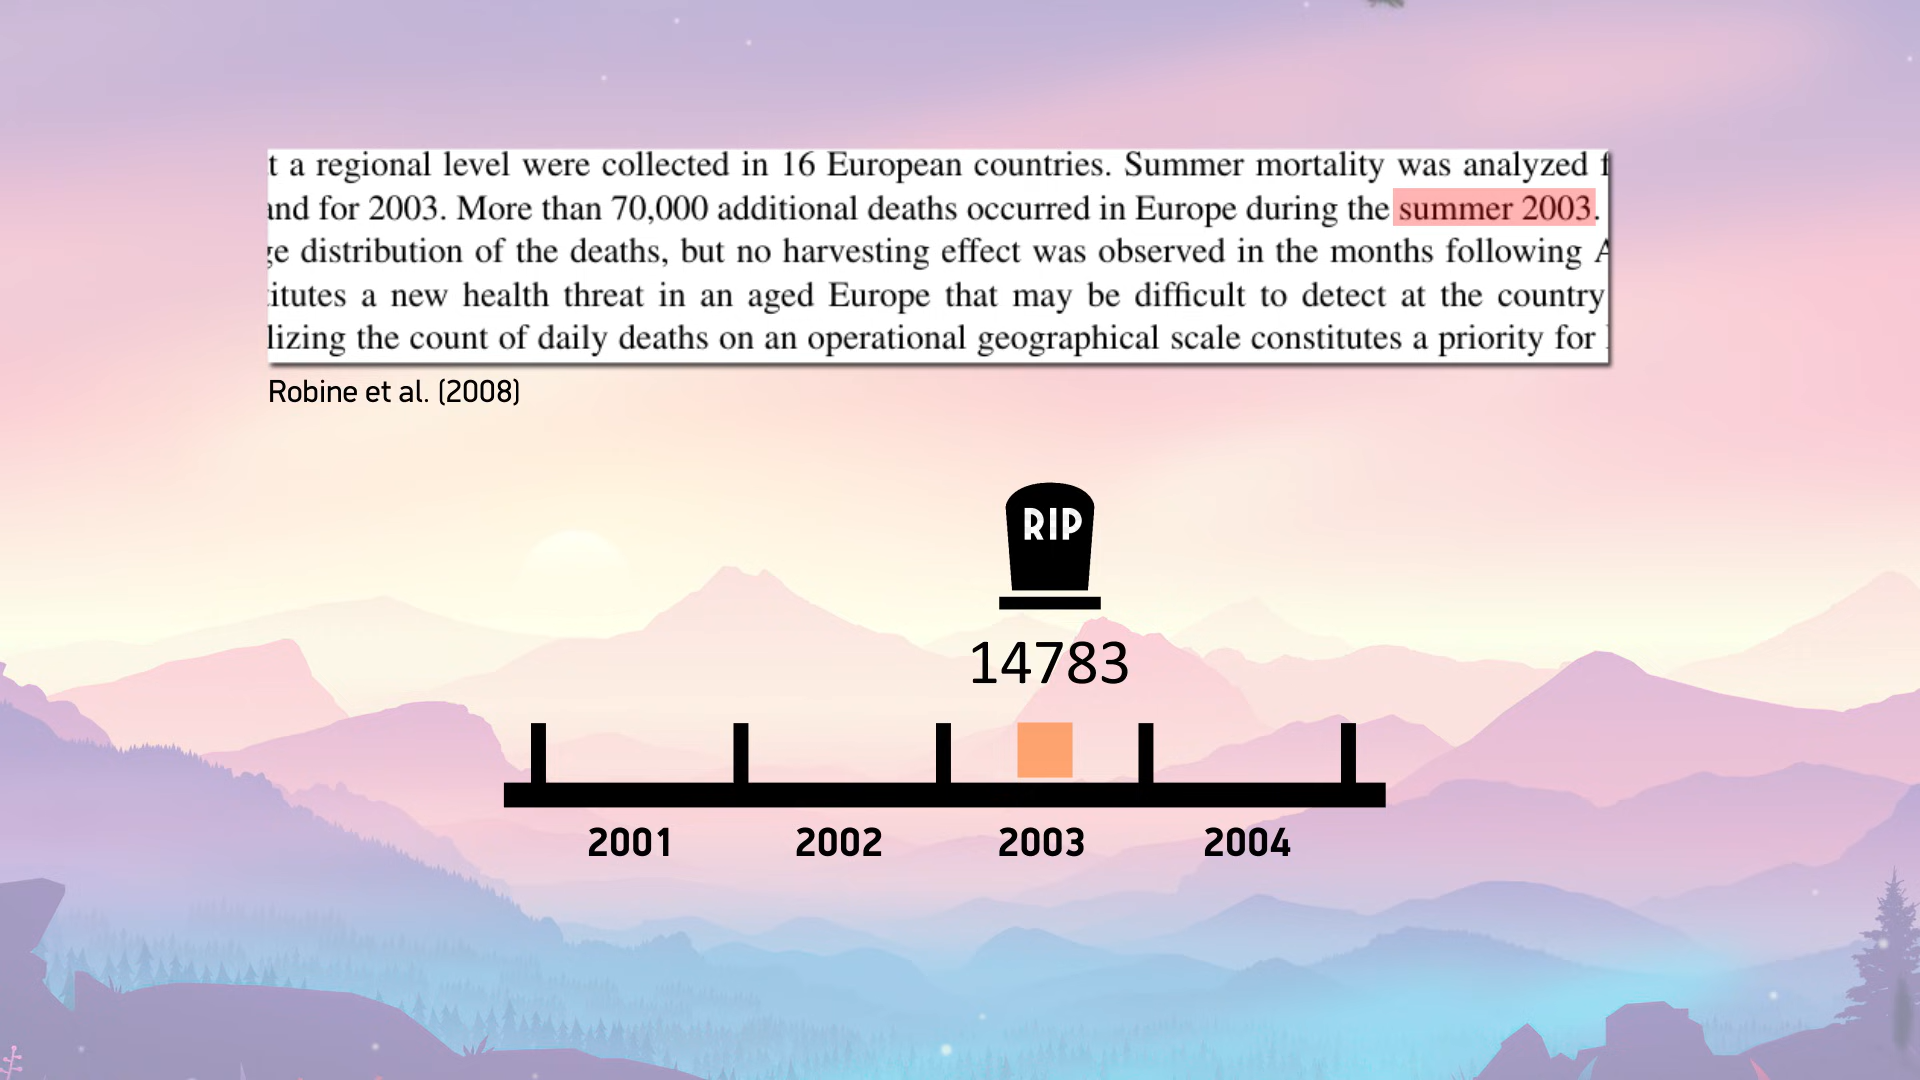 t a regional level were collected in 16 European countries. Summer mortality was analyzed
and for 2003. More than 70,000 additional deaths occurred in Europe during the summer 2003.
ge distribution of the deaths, but no harvesting effect was observed in the months following A
itutes a new health threat in an aged Europe that may be difficult to detect at the country
lizing the count of daily deaths on an operational geographical scale constitutes a priority for
Robine et al. (2008)
RIP
14783
2001 2002 2003 2004